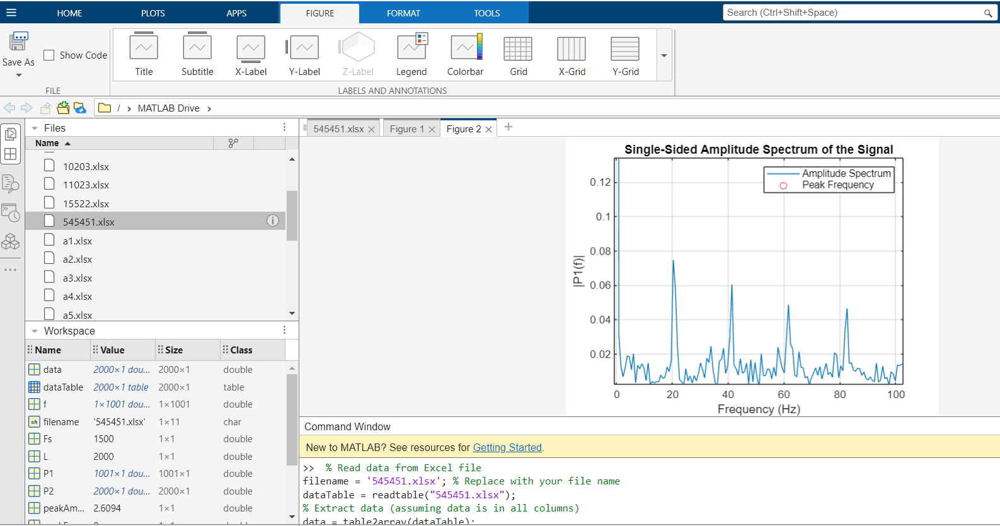 HOME PLOTS APPS FIGURE FORMAT TOOLS Search (Ctrl+Shift+Space)
Save As
Show Code
Title Subtitle X-Label Y-Label Z-Label Legend Colorbar Grid X-Grid Y-Grid
FILE LABELS AND ANNOTATIONS
/ › MATLAB Drive ›
Files
Name
10203.xlsx
11023.xlsx
15522.xlsx
545451.xlsx
a1.xlsx
a2.xlsx
a3.xlsx
a4.xlsx
a5.xlsx
Workspace
Name Value Size Class
data 2000×1 dou... 2000×1 double
dataTable 2000×1 table 2000×1 table
f 1×1001 dou... 1×1001 double
ch filename '545451.xlsx' 1×11 char
Fs 1500 1×1 double
L 2000 1×1 double
P1 1001×1 dou... 1001×1 double
P2 2000×1 dou... 2000×1 double
peakAm... 2.6094 1×1 double
545451.xlsx Figure 1 Figure 2
Single-Sided Amplitude Spectrum of the Signal
Amplitude Spectrum
Peak Frequency
|P1(f)|
0.12
0.1
0.08
0.06
0.04
0.02
0 20 40 60 80 100
Frequency (Hz)
Command Window
New to MATLAB? See resources for Getting Started.
>> % Read data from Excel file
filename = '545451.xlsx'; % Replace with your file name
dataTable = readtable("545451.xlsx");
% Extract data (assuming data is in all columns)
data = table2array(dataTable);